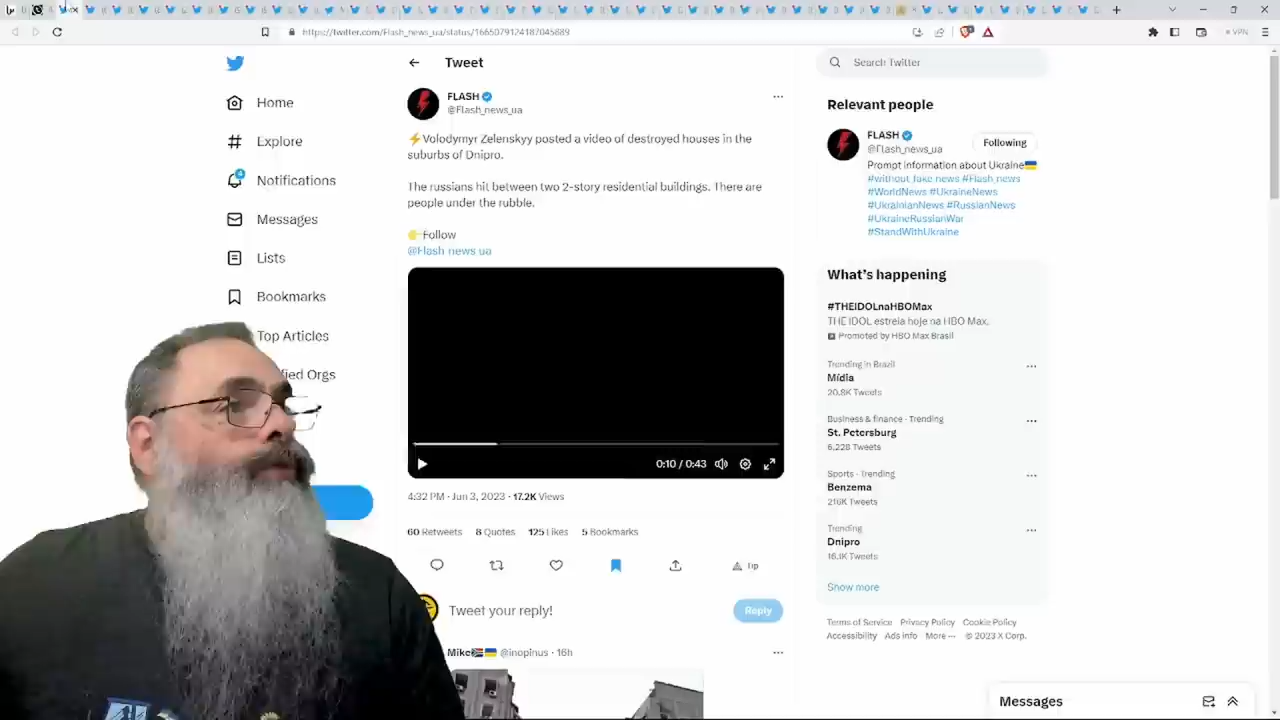 https://twitter.com/Flash_news_ua/status/1665079124187045889
VPN
Home
Explore
4
Notifications
Messages
Lists
Bookmarks
Top Articles
Orgs
Tweet
FLASH
@Flash_news_ua
⚡Volodymyr Zelenskyy posted a video of destroyed houses in the
suburbs of Dnipro.
The russians hit between two 2-story residential buildings. There are
people under the rubble.
👉Follow
@Flash_news_ua
0:10 / 0:43
4:32 PM · Jun 3, 2023 · 17.2K Views
60 Retweets 8 Quotes 125 Likes 5 Bookmarks
Tip
Tweet your reply!
Reply
Mike🇿🇦🇺🇦 @inopinus · 16h
Search Twitter
Relevant people
FLASH
@Flash_news_ua
Following
Prompt information about Ukraine🇺🇦
#without_fake_news #Flash_news
#WorldNews #UkraineNews
#UkrainianNews #RussianNews
#UkraineRussianWar
#StandWithUkraine
What's happening
#THEIDOLnaHBOMax
THE IDOL estreia hoje na HBO Max.
Promoted by HBO Max Brasil
Trending in Brazil
Mídia
20.8K Tweets
Business & finance · Trending
St. Petersburg
6,228 Tweets
Sports · Trending
Benzema
216K Tweets
Trending
Dnipro
16.1K Tweets
Show more
Terms of Service Privacy Policy Cookie Policy
Accessibility Ads info More ··· © 2023 X Corp.
Messages